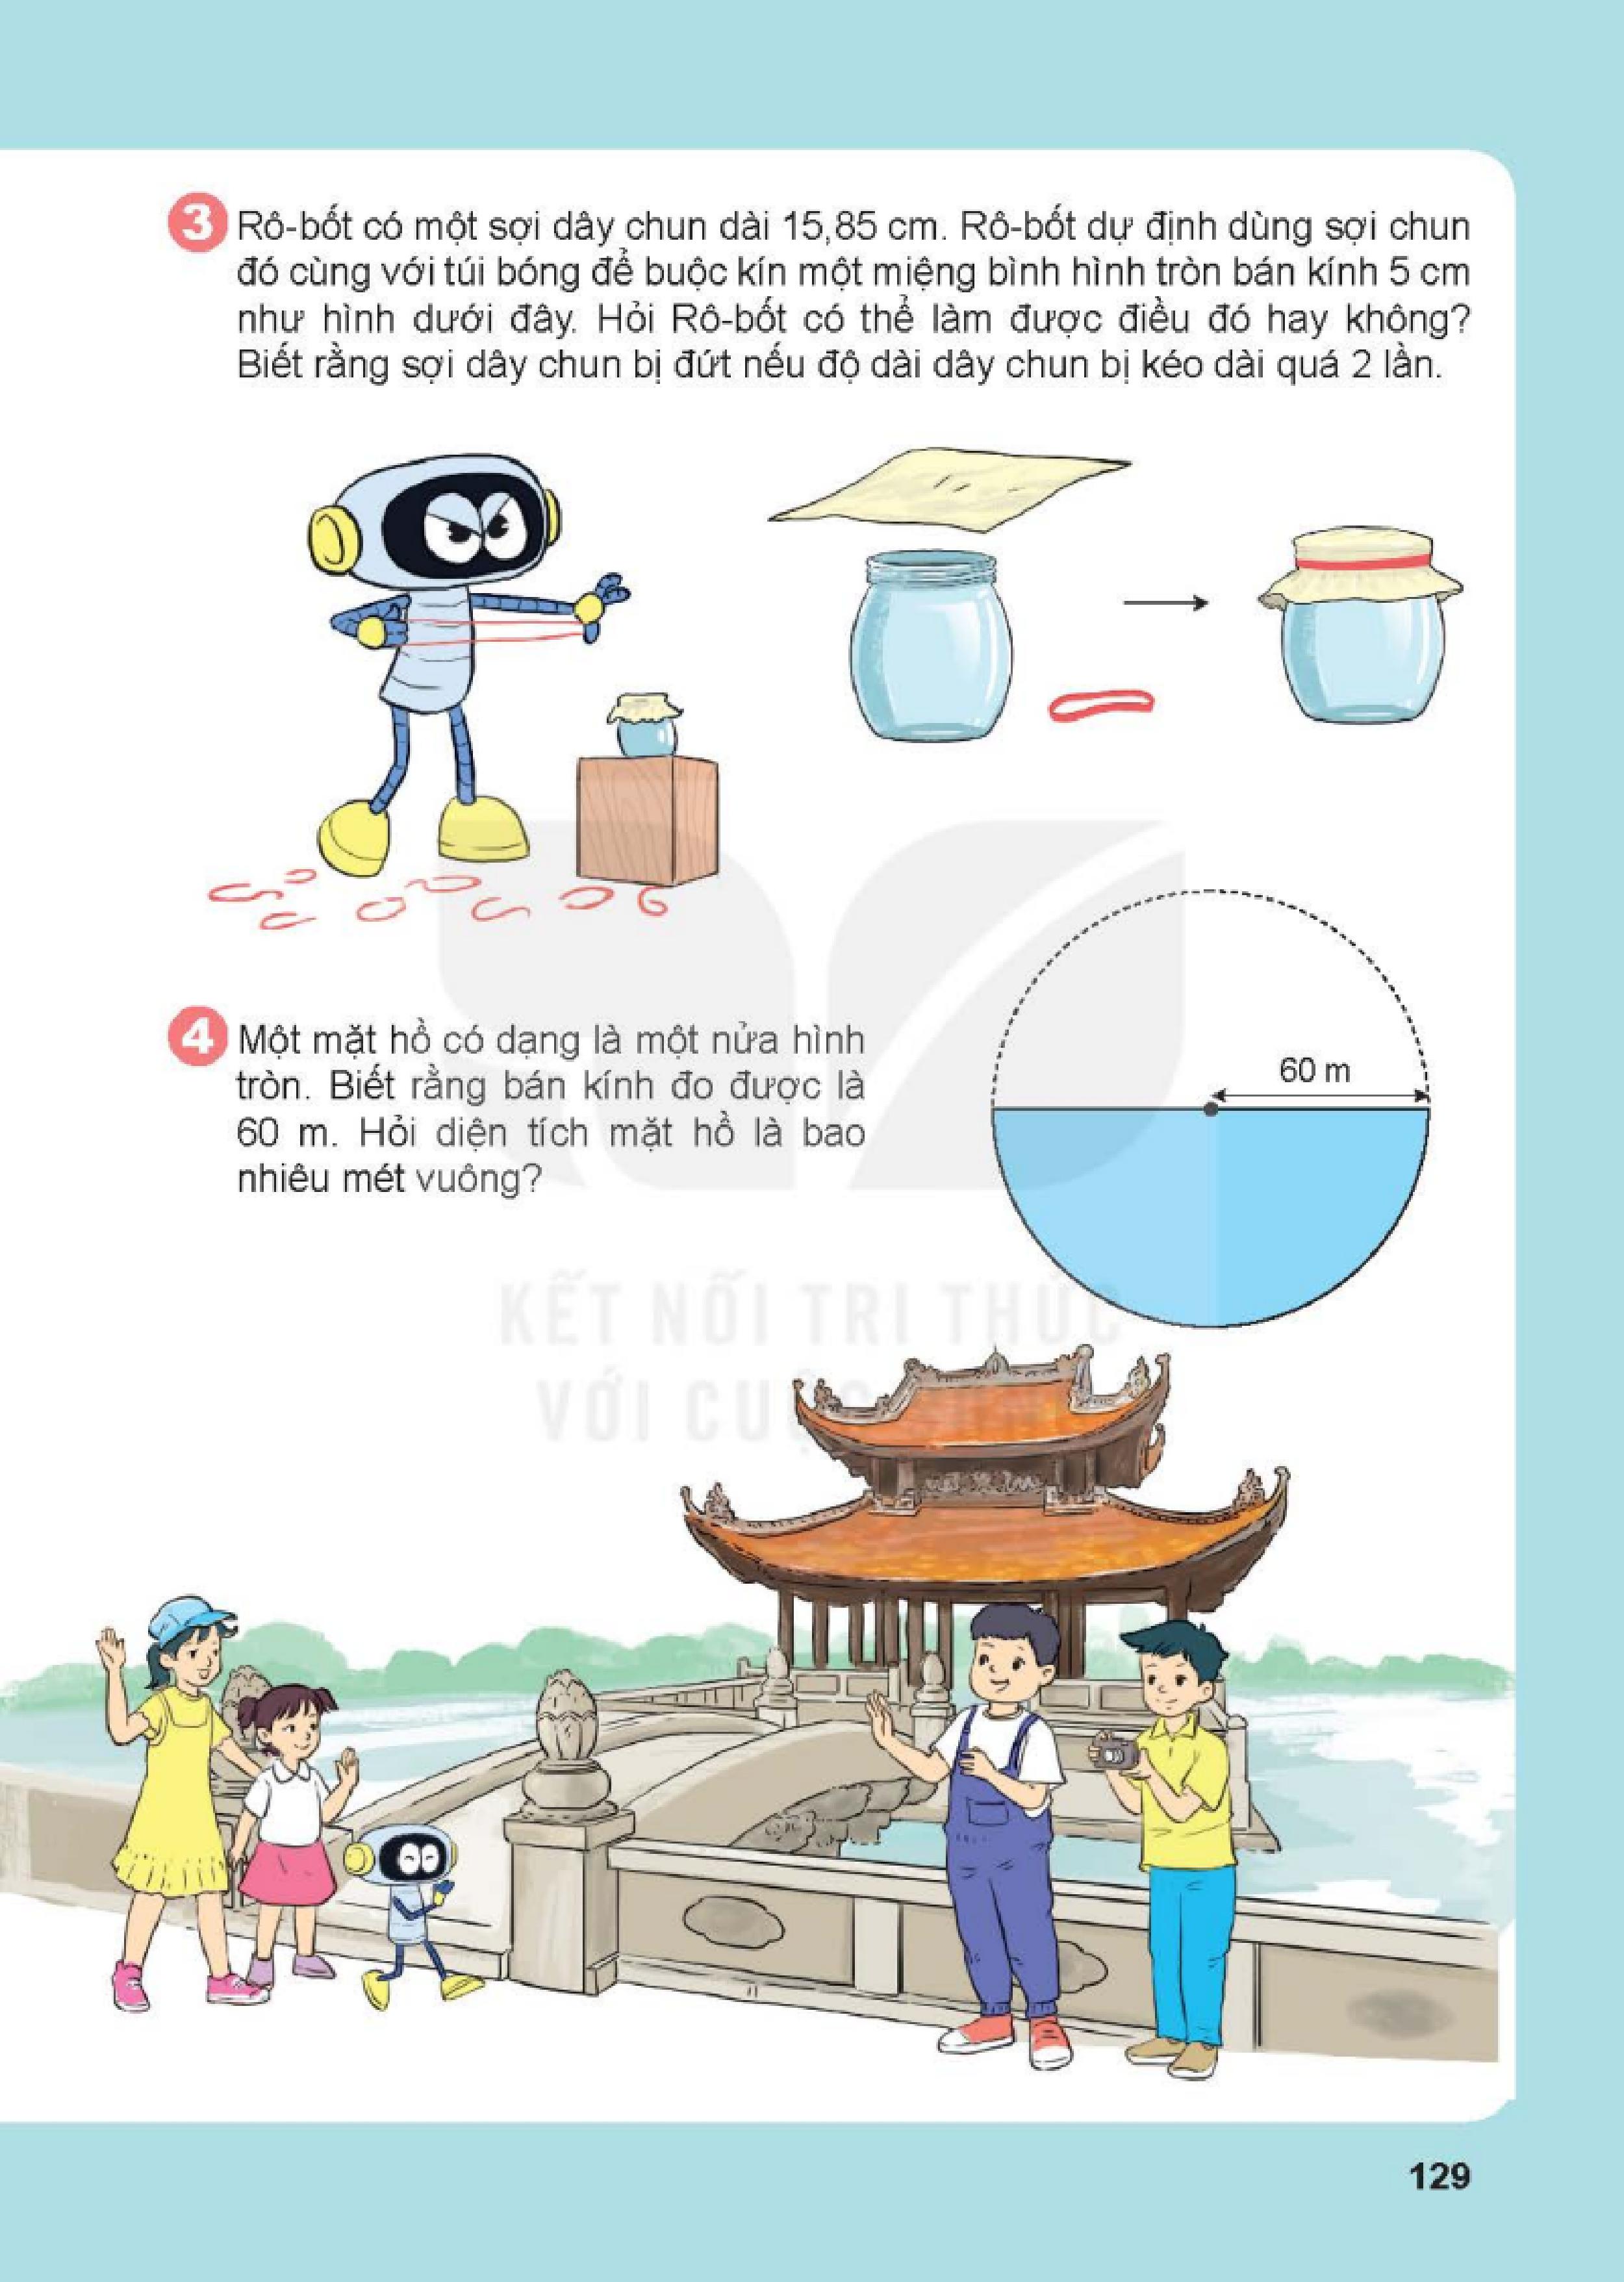 3 Rô-bốt có một sợi dây chun dài 15,85 cm. Rô-bốt dự định dùng sợi chun
đó cùng với túi bóng để buộc kín một miệng bình hình tròn bán kính 5 cm
như hình dưới đây. Hỏi Rô-bốt có thể làm được điều đó hay không?
Biết rằng sợi dây chun bị đứt nếu độ dài dây chun bị kéo dài quá 2 lần.
4 Một mặt hồ có dạng là một nửa hình
tròn. Biết rằng bán kính đo được là
60 m. Hỏi diện tích mặt hồ là bao
nhiêu mét vuông?
60 m
KẾT NỐI TRI THỨC
VỚI CUỘC SỐNG
129